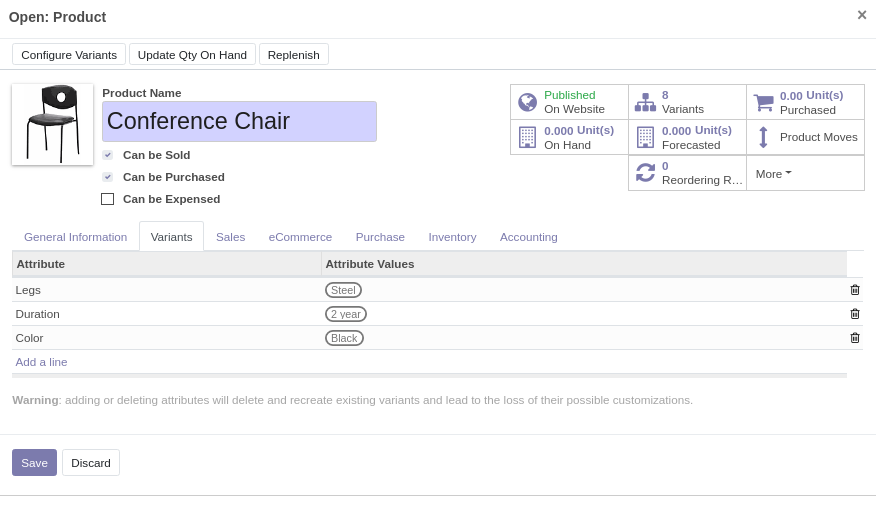 Open: Product
×
Configure Variants
Update Qty On Hand
Replenish
Product Name
Conference Chair
Can be Sold
Can be Purchased
Can be Expensed
Published
On Website
8
Variants
0.00 Unit(s)
Purchased
0.000 Unit(s)
On Hand
0.000 Unit(s)
Forecasted
Product Moves
0
Reordering R...
More
General Information
Variants
Sales
eCommerce
Purchase
Inventory
Accounting
Attribute
Attribute Values
Legs
Steel
Duration
2 year
Color
Black
Add a line
Warning: adding or deleting attributes will delete and recreate existing variants and lead to the loss of their possible customizations.
Save
Discard